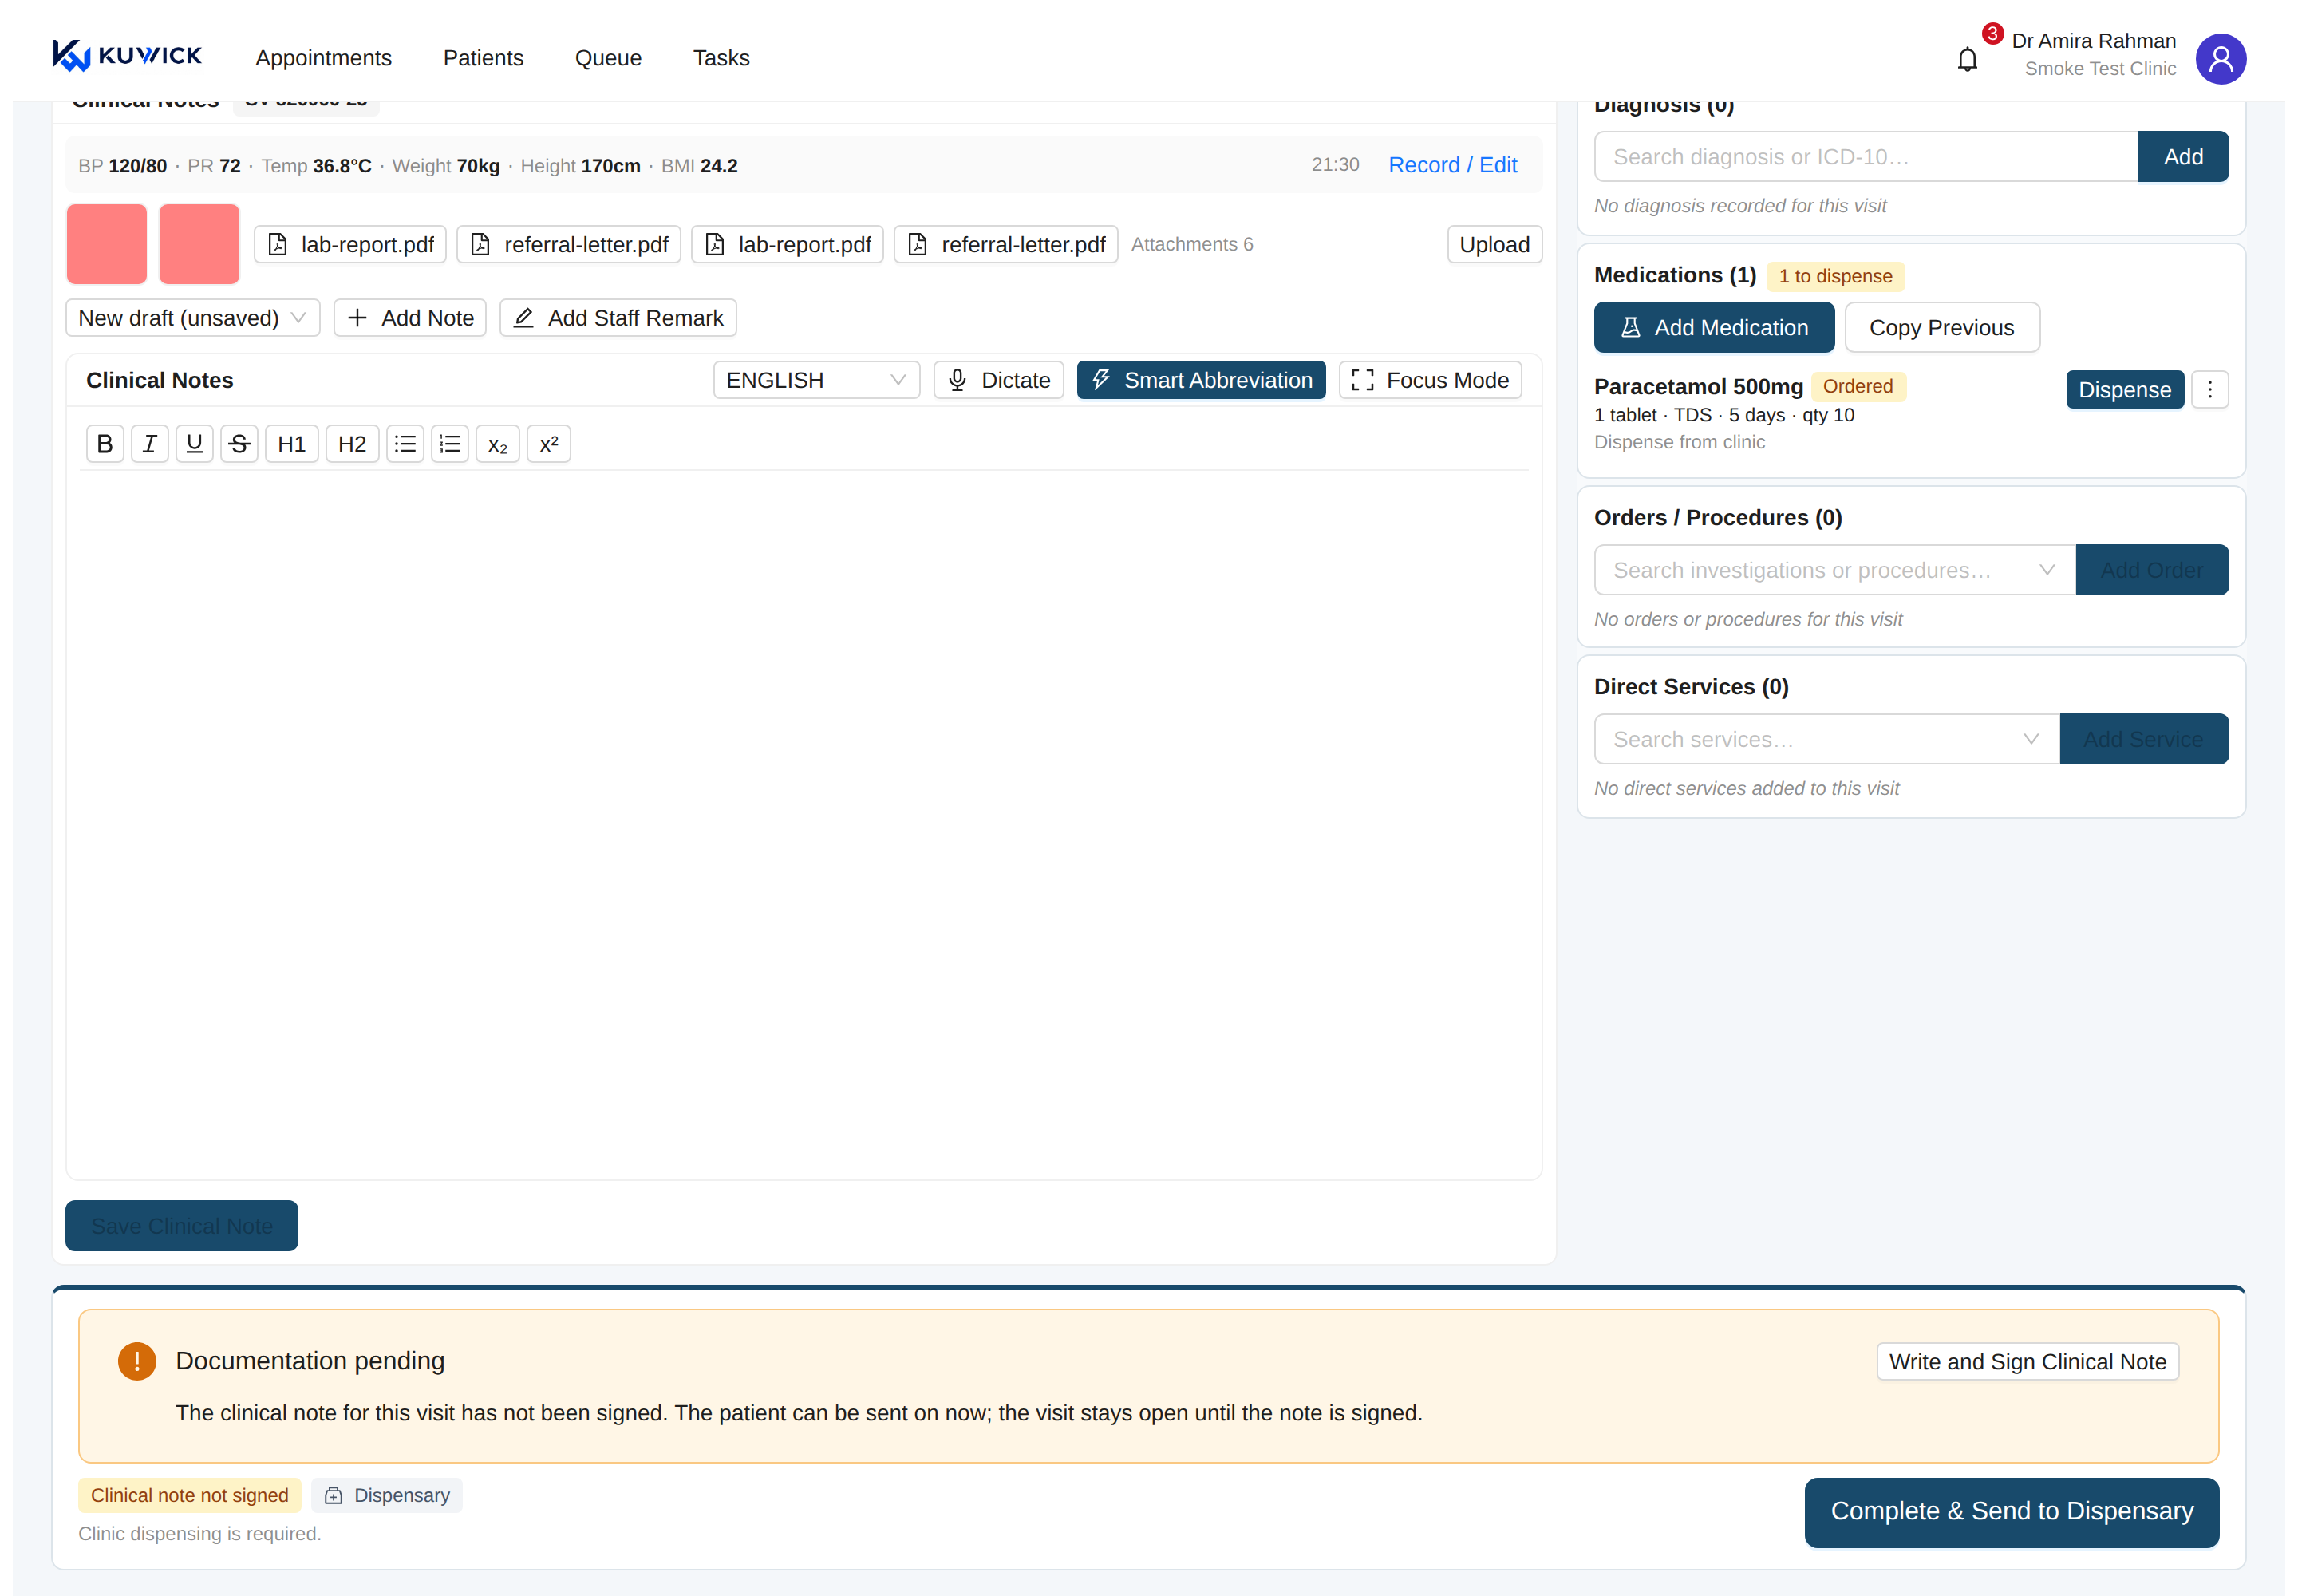 KUWICK
Appointments
Patients
Queue
Tasks
3
Dr Amira Rahman
Smoke Test Clinic
Clinical Notes
BP 120/80 · PR 72 · Temp 36.8°C · Weight 70kg · Height 170cm · BMI 24.2
21:30
Record / Edit
lab-report.pdf
referral-letter.pdf
lab-report.pdf
referral-letter.pdf
Attachments 6
Upload
New draft (unsaved)
Add Note
Add Staff Remark
Clinical Notes
ENGLISH
Dictate
Smart Abbreviation
Focus Mode
B I U S H1 H2 x₂ x²
Save Clinical Note
Diagnosis (0)
Search diagnosis or ICD-10…
Add
No diagnosis recorded for this visit
Medications (1)
1 to dispense
Add Medication
Copy Previous
Paracetamol 500mg
Ordered
Dispense
1 tablet · TDS · 5 days · qty 10
Dispense from clinic
Orders / Procedures (0)
Search investigations or procedures…
Add Order
No orders or procedures for this visit
Direct Services (0)
Search services…
Add Service
No direct services added to this visit
Documentation pending
Write and Sign Clinical Note
The clinical note for this visit has not been signed. The patient can be sent on now; the visit stays open until the note is signed.
Clinical note not signed
Dispensary
Clinic dispensing is required.
Complete & Send to Dispensary